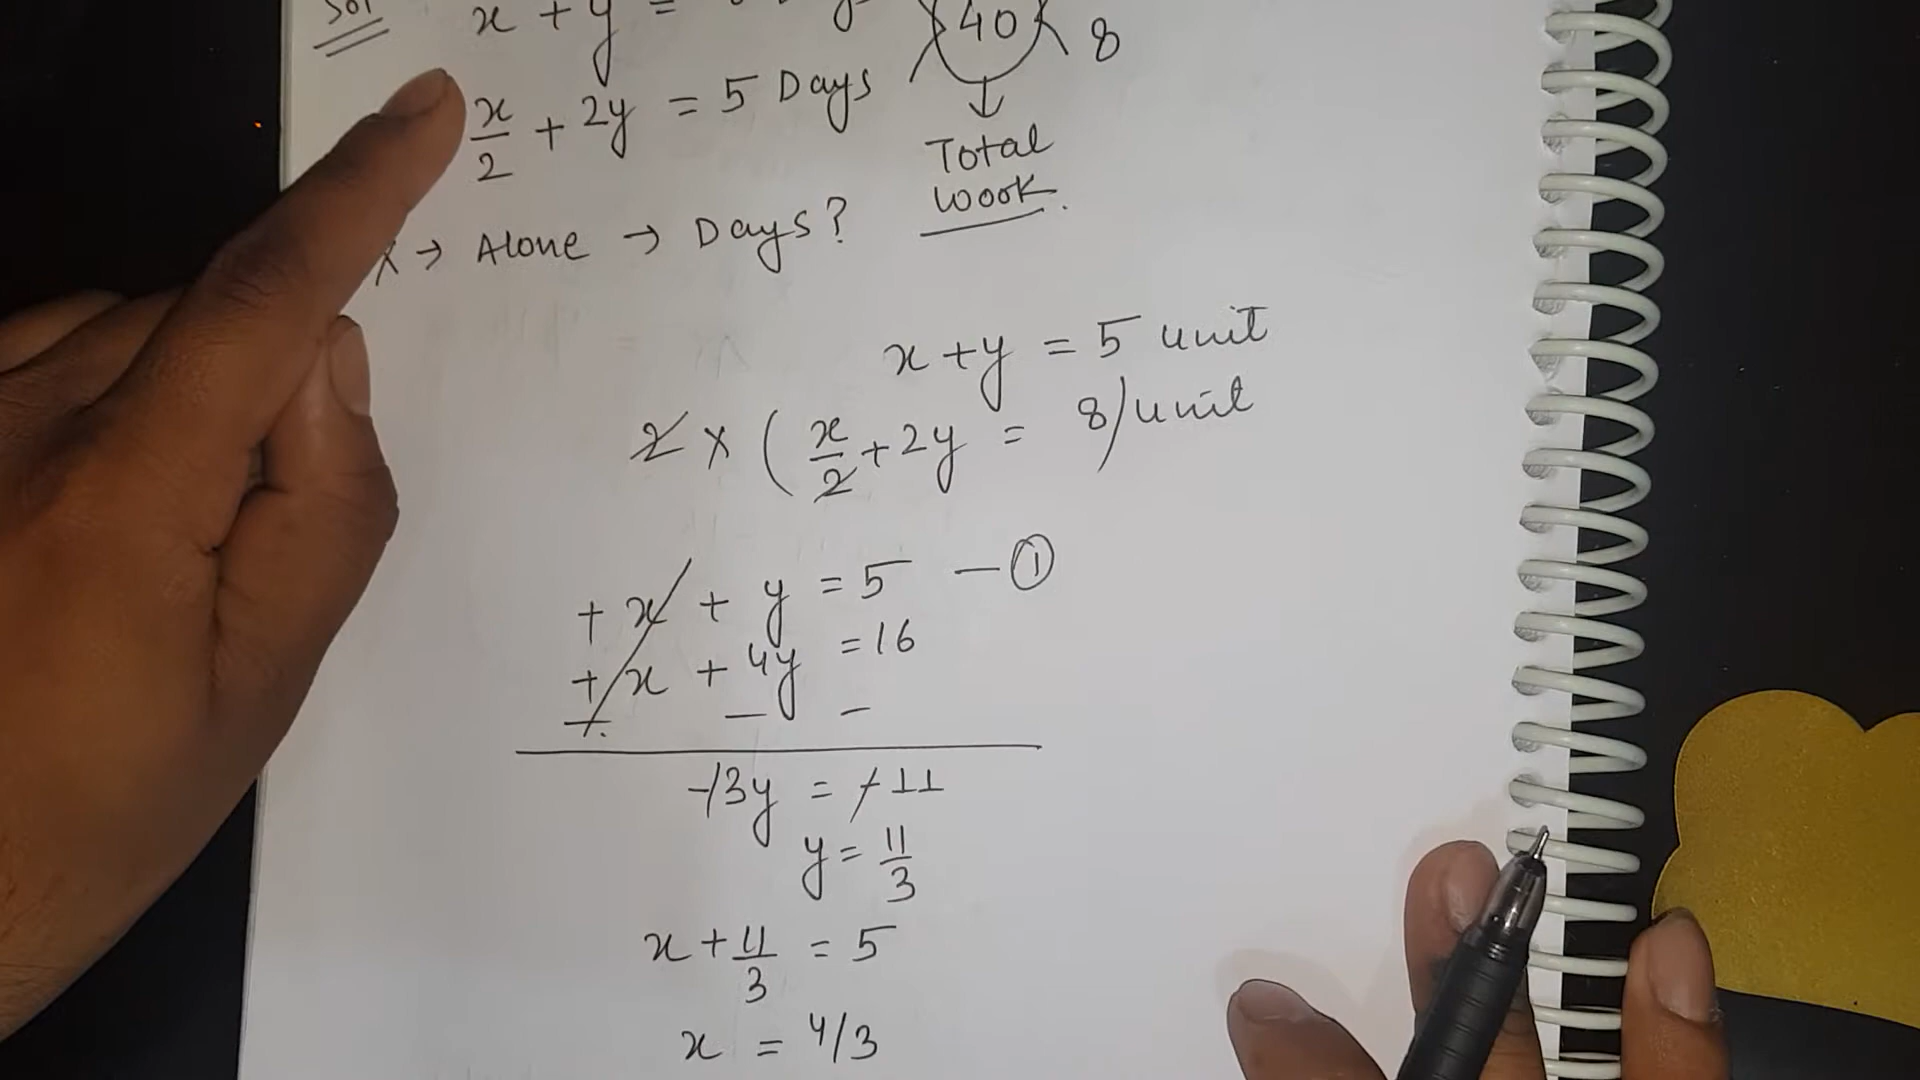 Sol x + y =
40 8
x/2 + 2y = 5 Days
Total
Work.
X → Alone → Days?
x + y = 5 unit
2 × ( x/2 + 2y = 8/unit
+ x + y = 5 — ①
+ x + 4y = 16
- - -
-3y = -11
y = 11/3
x + 11/3 = 5
x = 4/3